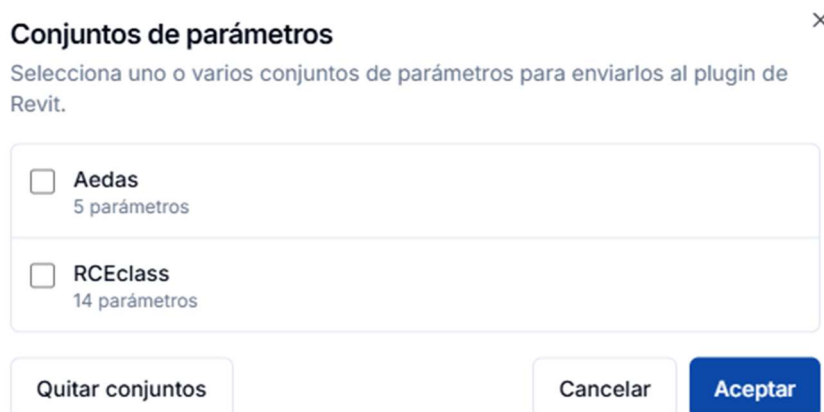 Conjuntos de parámetros
Selecciona uno o varios conjuntos de parámetros para enviarlos al plugin de
Revit.
Aedas
5 parámetros
RCEclass
14 parámetros
Quitar conjuntos
Cancelar
Aceptar